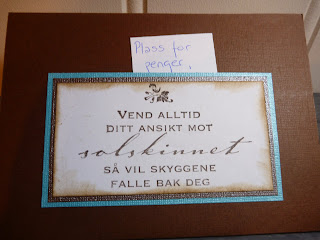 Plass for
penger.
VEND ALLTID
DITT ANSIKT MOT
solskinnet
SÅ VIL SKYGGENE
FALLE BAK DEG